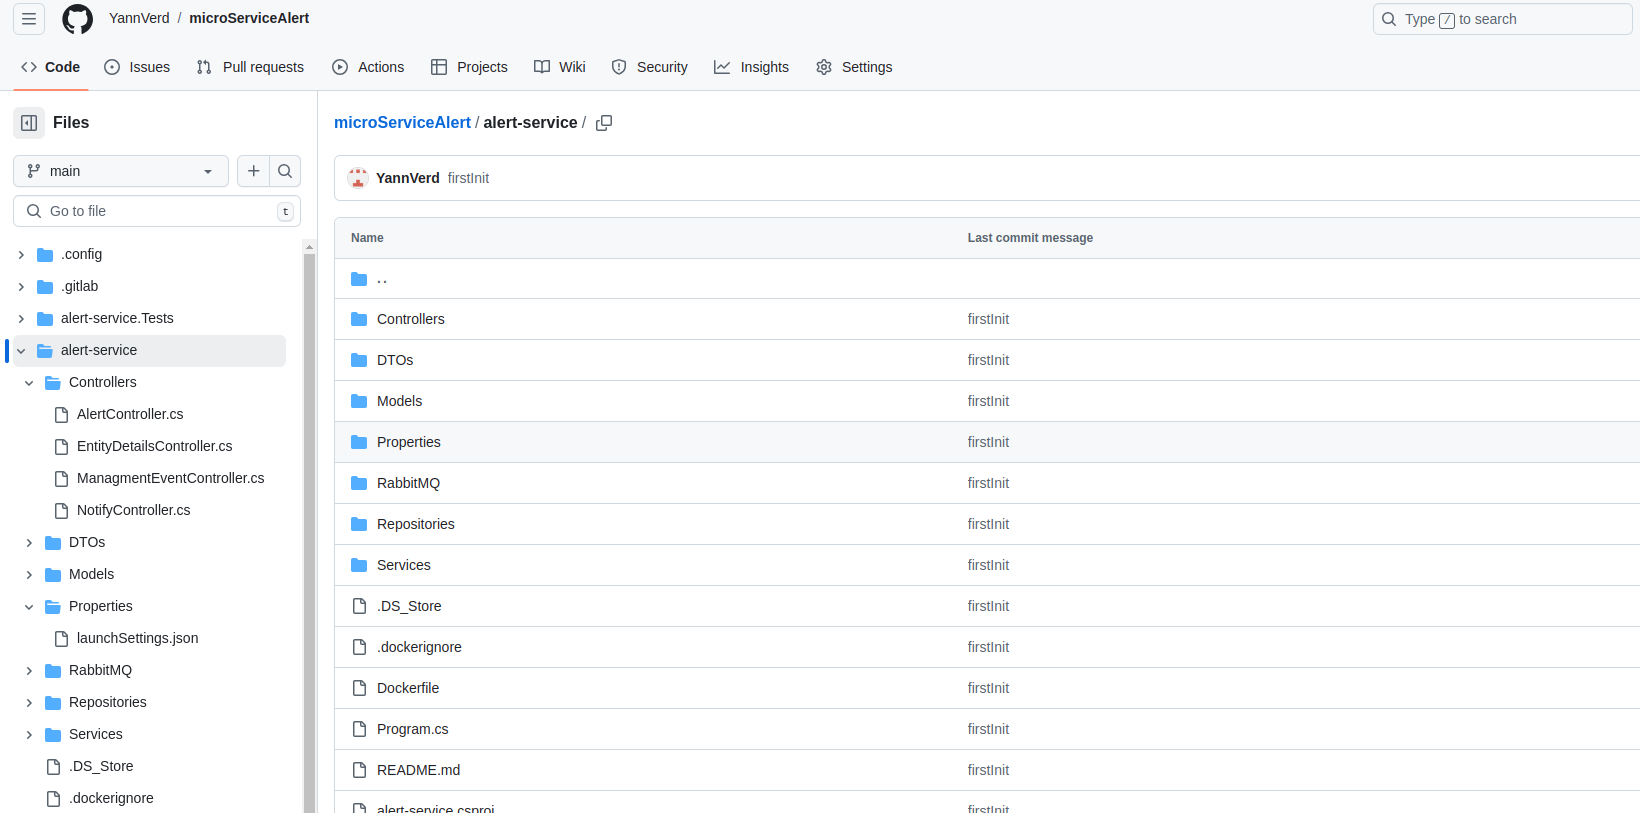 YannVerd / microServiceAlert
Type / to search
Code Issues Pull requests Actions Projects Wiki Security Insights Settings
Files
main
Go to file t
.config
.gitlab
alert-service.Tests
alert-service
Controllers
AlertController.cs
EntityDetailsController.cs
ManagmentEventController.cs
NotifyController.cs
DTOs
Models
Properties
launchSettings.json
RabbitMQ
Repositories
Services
.DS_Store
.dockerignore
microServiceAlert / alert-service /
YannVerd firstInit
Name Last commit message
..
Controllers firstInit
DTOs firstInit
Models firstInit
Properties firstInit
RabbitMQ firstInit
Repositories firstInit
Services firstInit
.DS_Store firstInit
.dockerignore firstInit
Dockerfile firstInit
Program.cs firstInit
README.md firstInit
alert-service.csproj firstInit